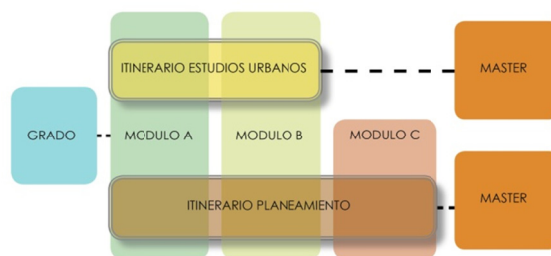 ITINERARIO ESTUDIOS URBANOS
MASTER
GRADO
MODULO A
MODULO B
MODULO C
ITINERARIO PLANEAMIENTO
MASTER